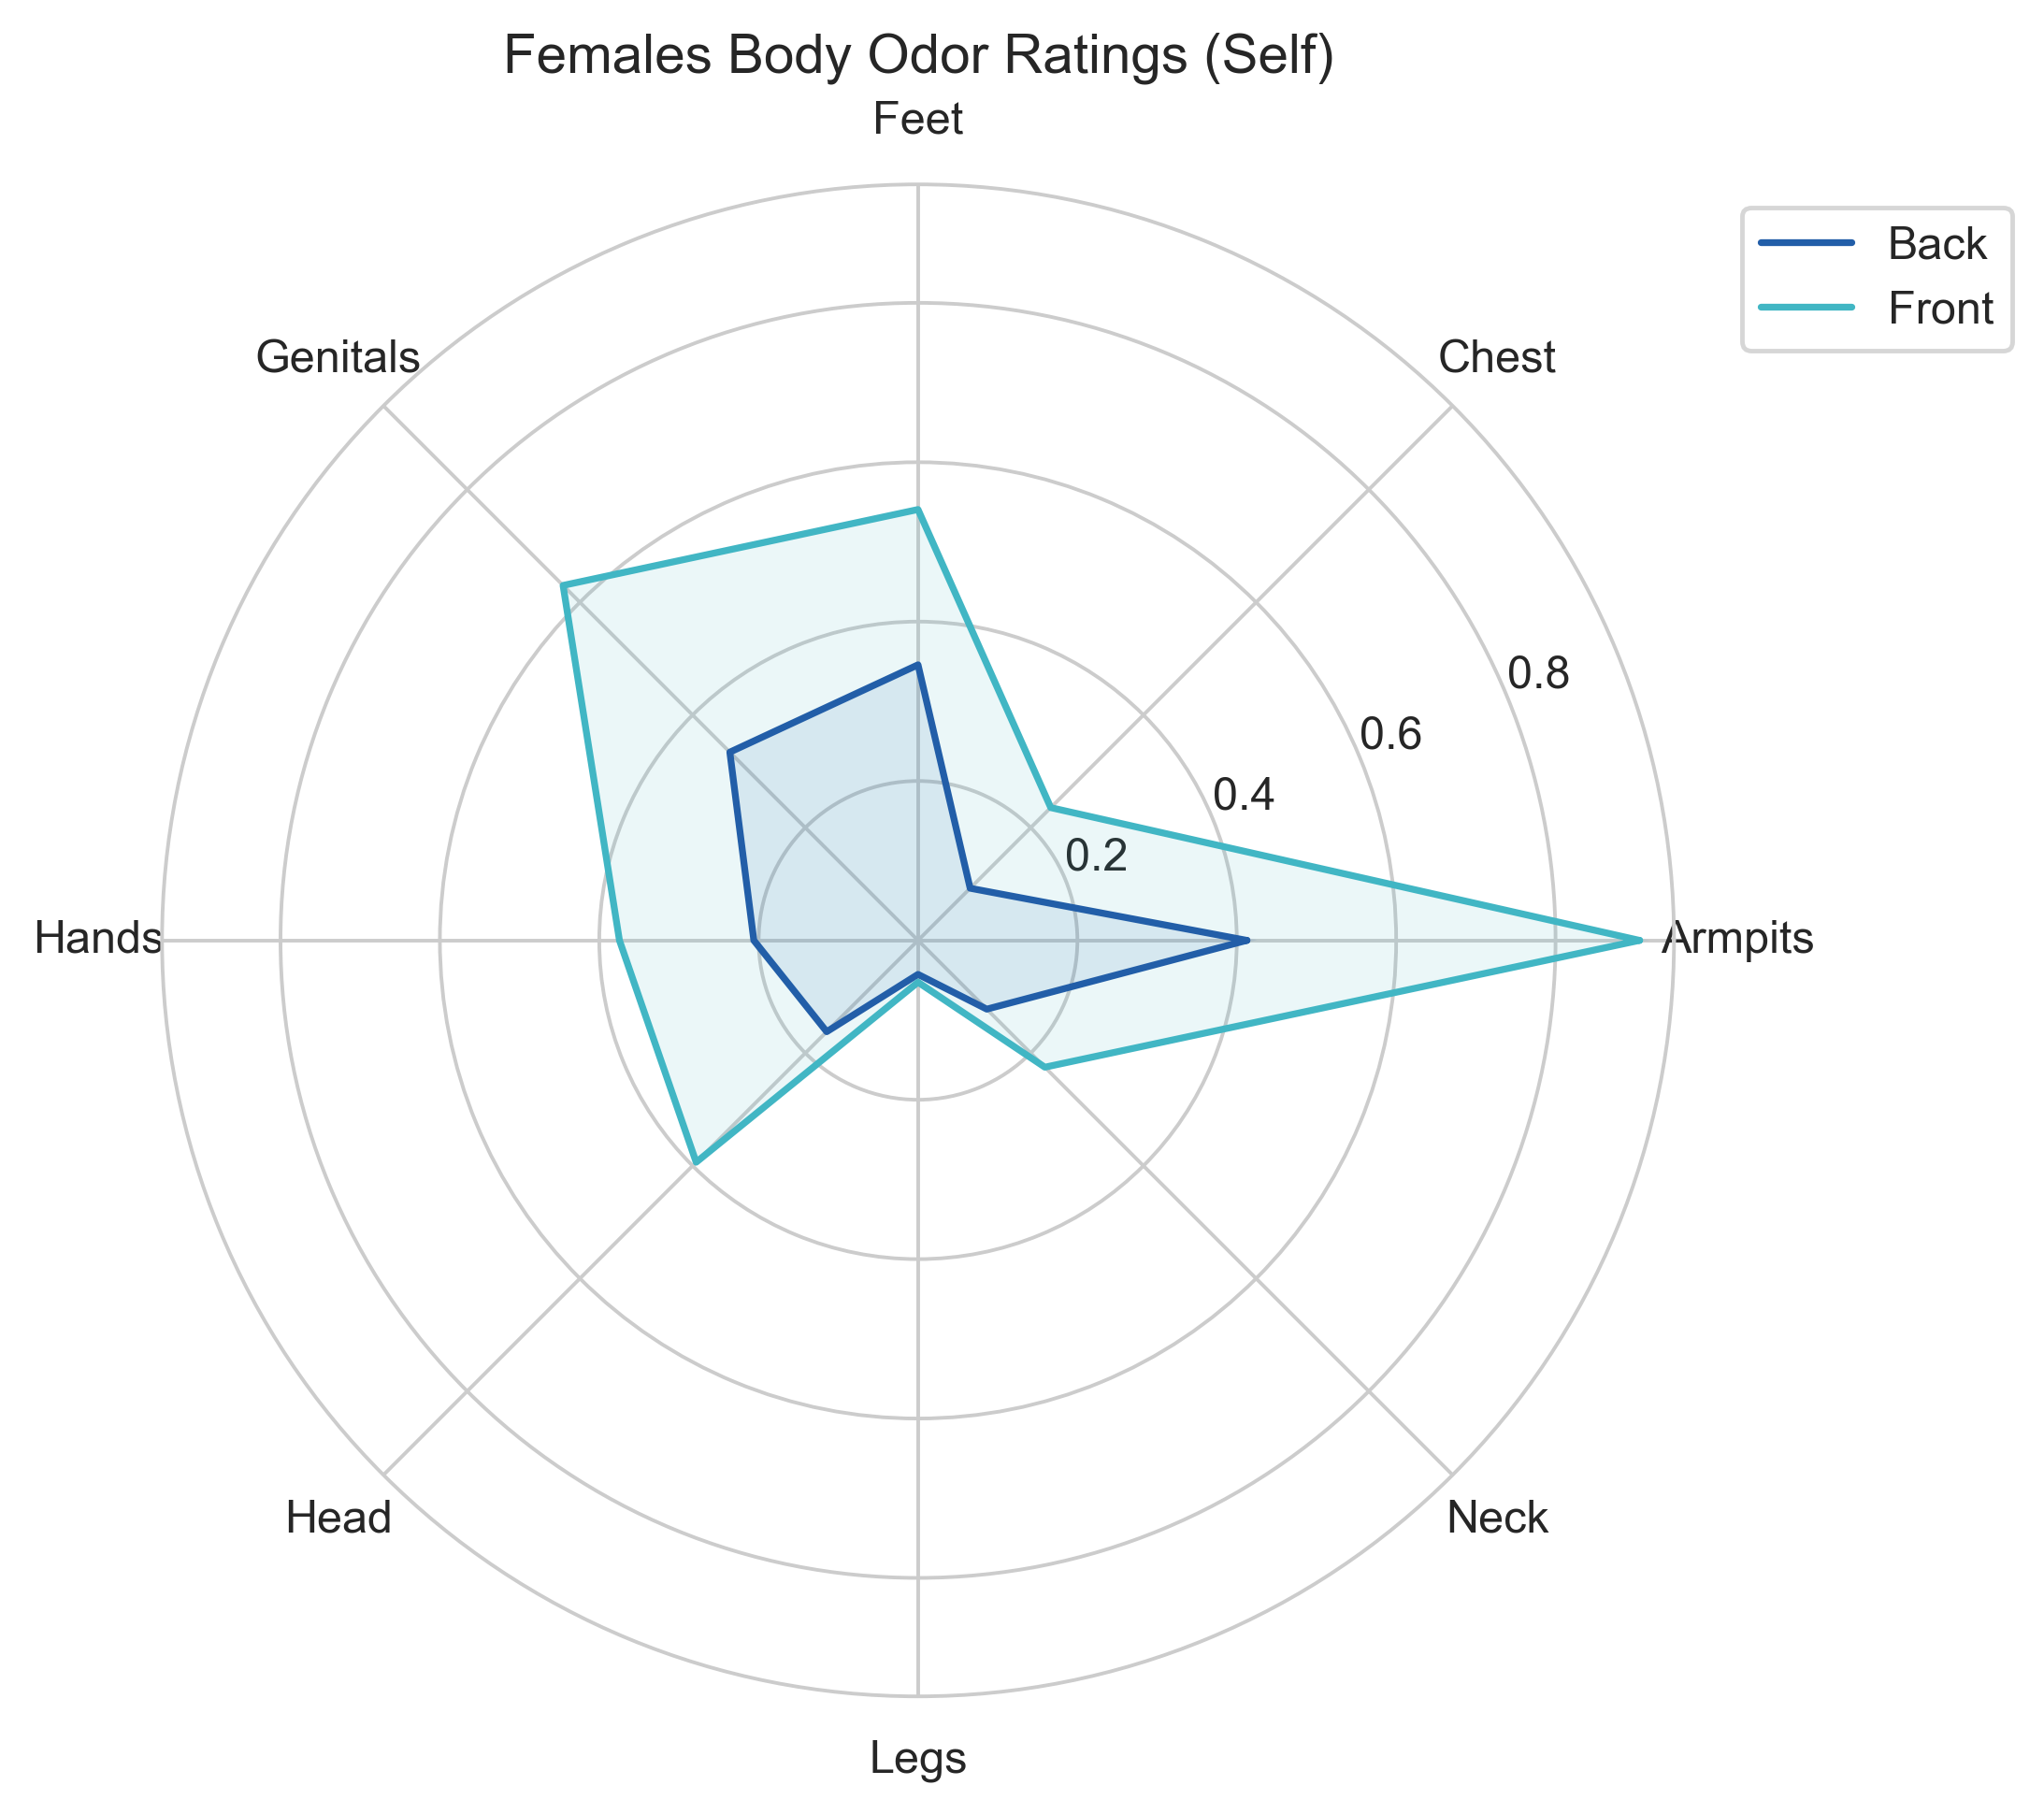 Females Body Odor Ratings (Self)
Feet
Back
Front
Genitals
Chest
0.8
0.6
0.4
0.2
Hands
Armpits
Head
Neck
Legs